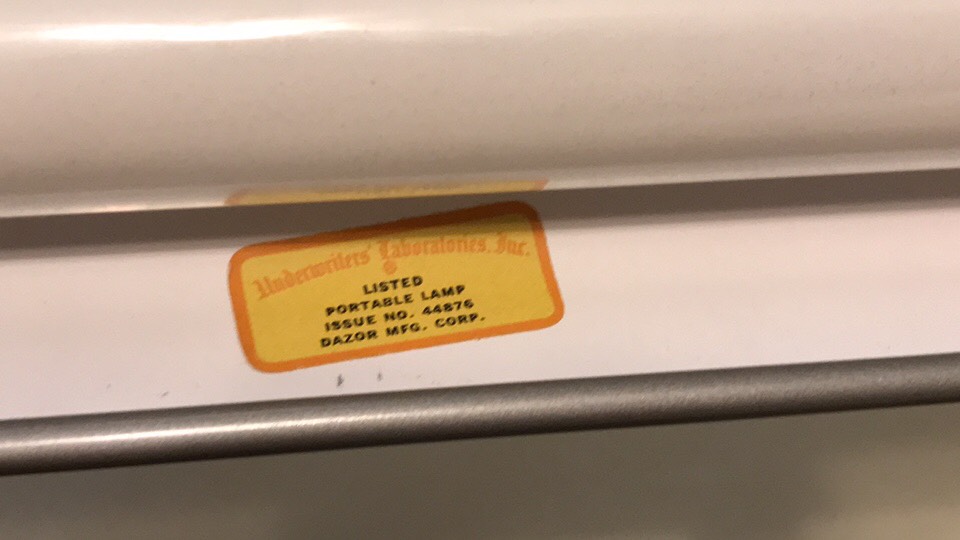 Underwriters' Laboratories, Inc.
®
LISTED
PORTABLE LAMP
ISSUE NO. 44876
DAZOR MFG. CORP.